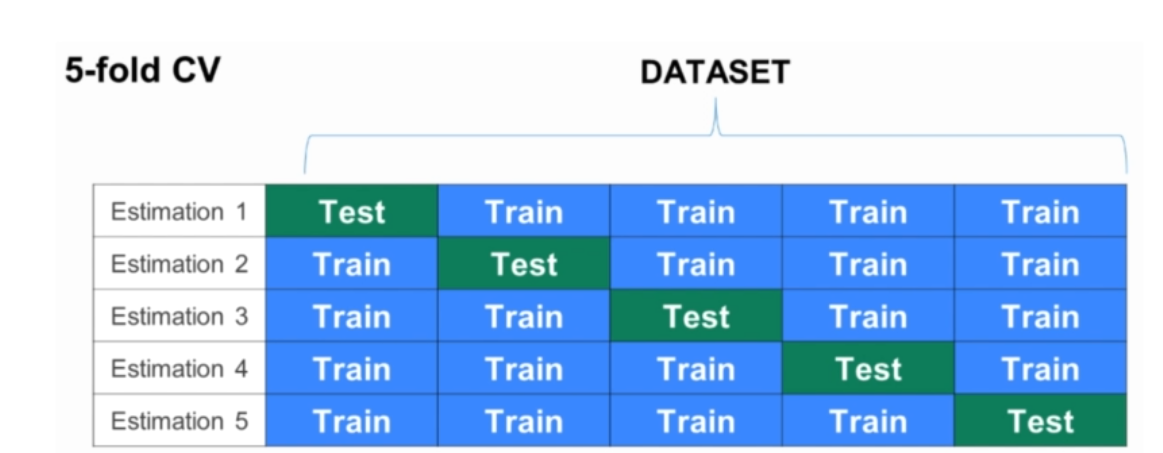 5-fold CV
DATASET
Estimation 1 Test Train Train Train Train
Estimation 2 Train Test Train Train Train
Estimation 3 Train Train Test Train Train
Estimation 4 Train Train Train Test Train
Estimation 5 Train Train Train Train Test